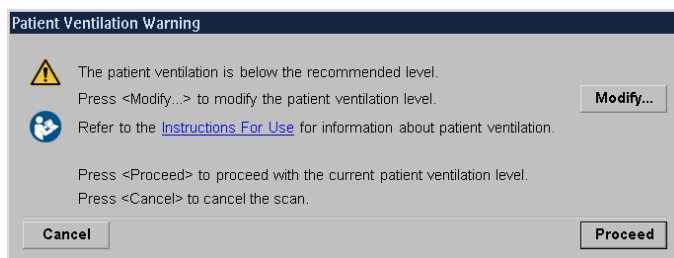 Patient Ventilation Warning
The patient ventilation is below the recommended level.
Press <Modify...> to modify the patient ventilation level.
Modify...
Refer to the Instructions For Use for information about patient ventilation.
Press <Proceed> to proceed with the current patient ventilation level.
Press <Cancel> to cancel the scan.
Cancel
Proceed